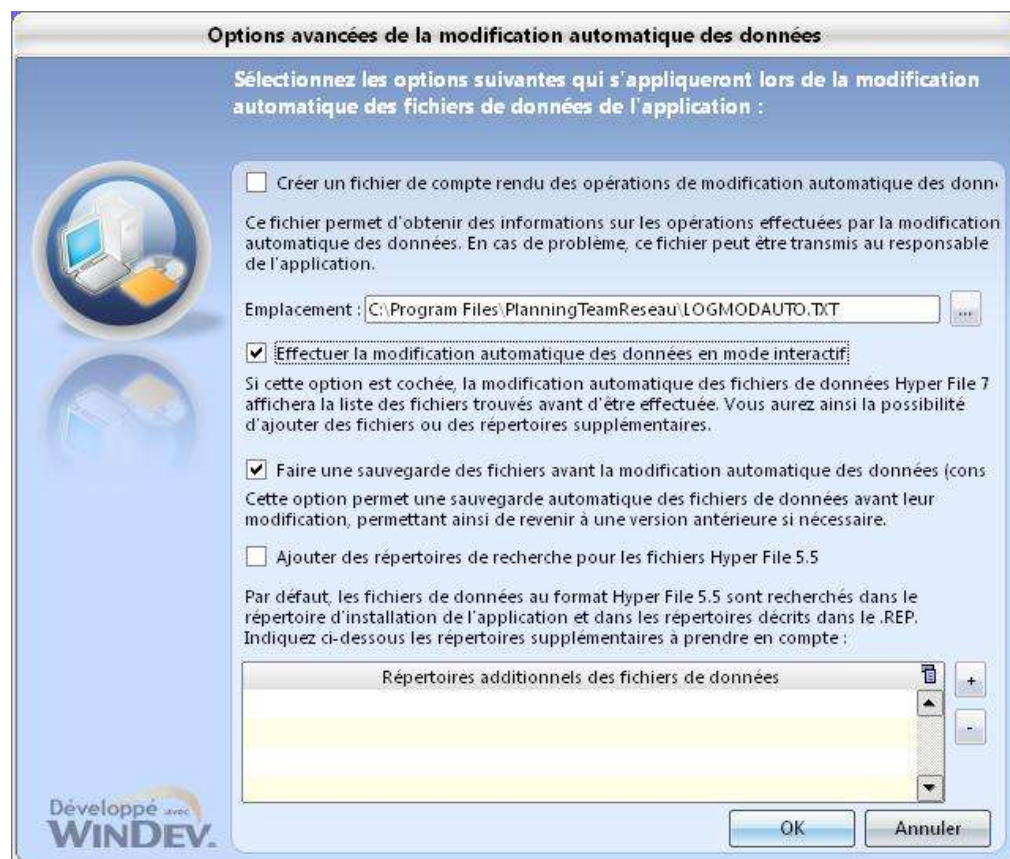 Options avancées de la modification automatique des données
Sélectionnez les options suivantes qui s'appliqueront lors de la modification
automatique des fichiers de données de l'application :
Créer un fichier de compte rendu des opérations de modification automatique des donn
Ce fichier permet d'obtenir des informations sur les opérations effectuées par la modification
automatique des données. En cas de problème, ce fichier peut être transmis au responsable
de l'application.
Emplacement : C:\Program Files\PlanningTeamReseau\LOGMODAUTO.TXT ...
Effectuer la modification automatique des données en mode interactif
Si cette option est cochée, la modification automatique des fichiers de données Hyper File 7
affichera la liste des fichiers trouvés avant d'être effectuée. Vous aurez ainsi la possibilité
d'ajouter des fichiers ou des répertoires supplémentaires.
Faire une sauvegarde des fichiers avant la modification automatique des données (cons
Cette option permet une sauvegarde automatique des fichiers de données avant leur
modification, permettant ainsi de revenir à une version antérieure si nécessaire.
Ajouter des répertoires de recherche pour les fichiers Hyper File 5.5
Par défaut, les fichiers de données au format Hyper File 5.5 sont recherchés dans le
répertoire d'installation de l'application et dans les répertoires décrits dans le .REP.
Indiquez ci-dessous les répertoires supplémentaires à prendre en compte :
Répertoires additionnels des fichiers de données
+
-
Développé avec
WINDEV.
OK
Annuler